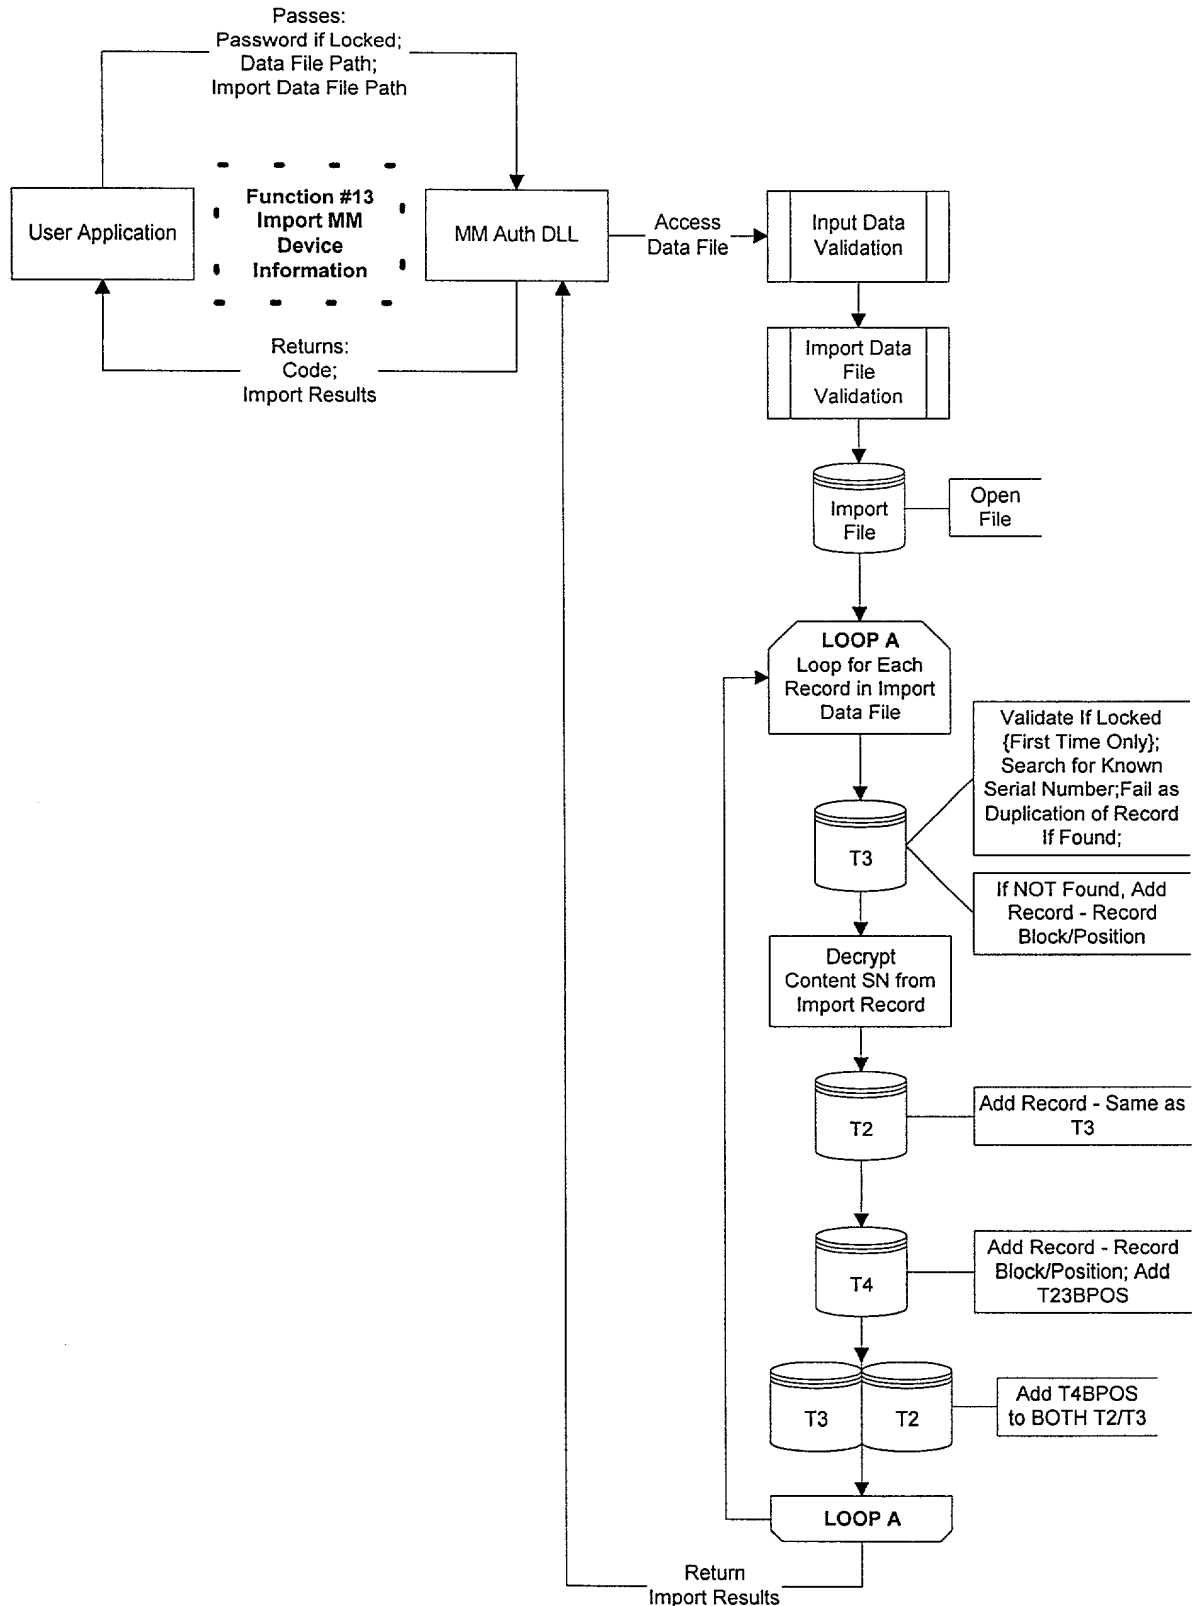 Passes:
Password if Locked;
Data File Path;
Import Data File Path
User Application
Function #13
Import MM
Device
Information
MM Auth DLL
Access
Data File
Input Data
Validation
Returns:
Code;
Import Results
Import Data
File
Validation
Import
File
Open
File
LOOP A
Loop for Each
Record in Import
Data File
Validate If Locked
{First Time Only};
Search for Known
Serial Number;Fail as
Duplication of Record
If Found;
T3
If NOT Found, Add
Record - Record
Block/Position
Decrypt
Content SN from
Import Record
T2
Add Record - Same as
T3
T4
Add Record - Record
Block/Position; Add
T23BPOS
T3
T2
Add T4BPOS
to BOTH T2/T3
LOOP A
Return
Import Results